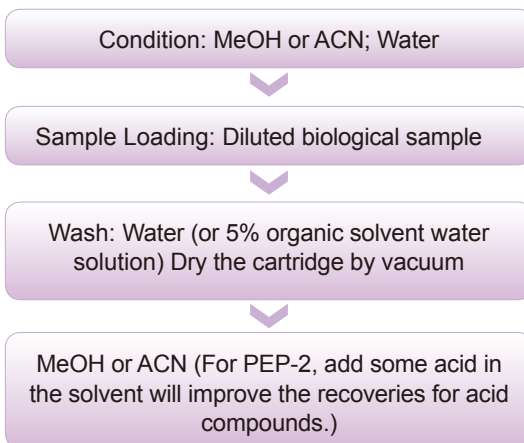 Condition: MeOH or ACN; Water
Sample Loading: Diluted biological sample
Wash: Water (or 5% organic solvent water
solution) Dry the cartridge by vacuum
MeOH or ACN (For PEP-2, add some acid in
the solvent will improve the recoveries for acid
compounds.)